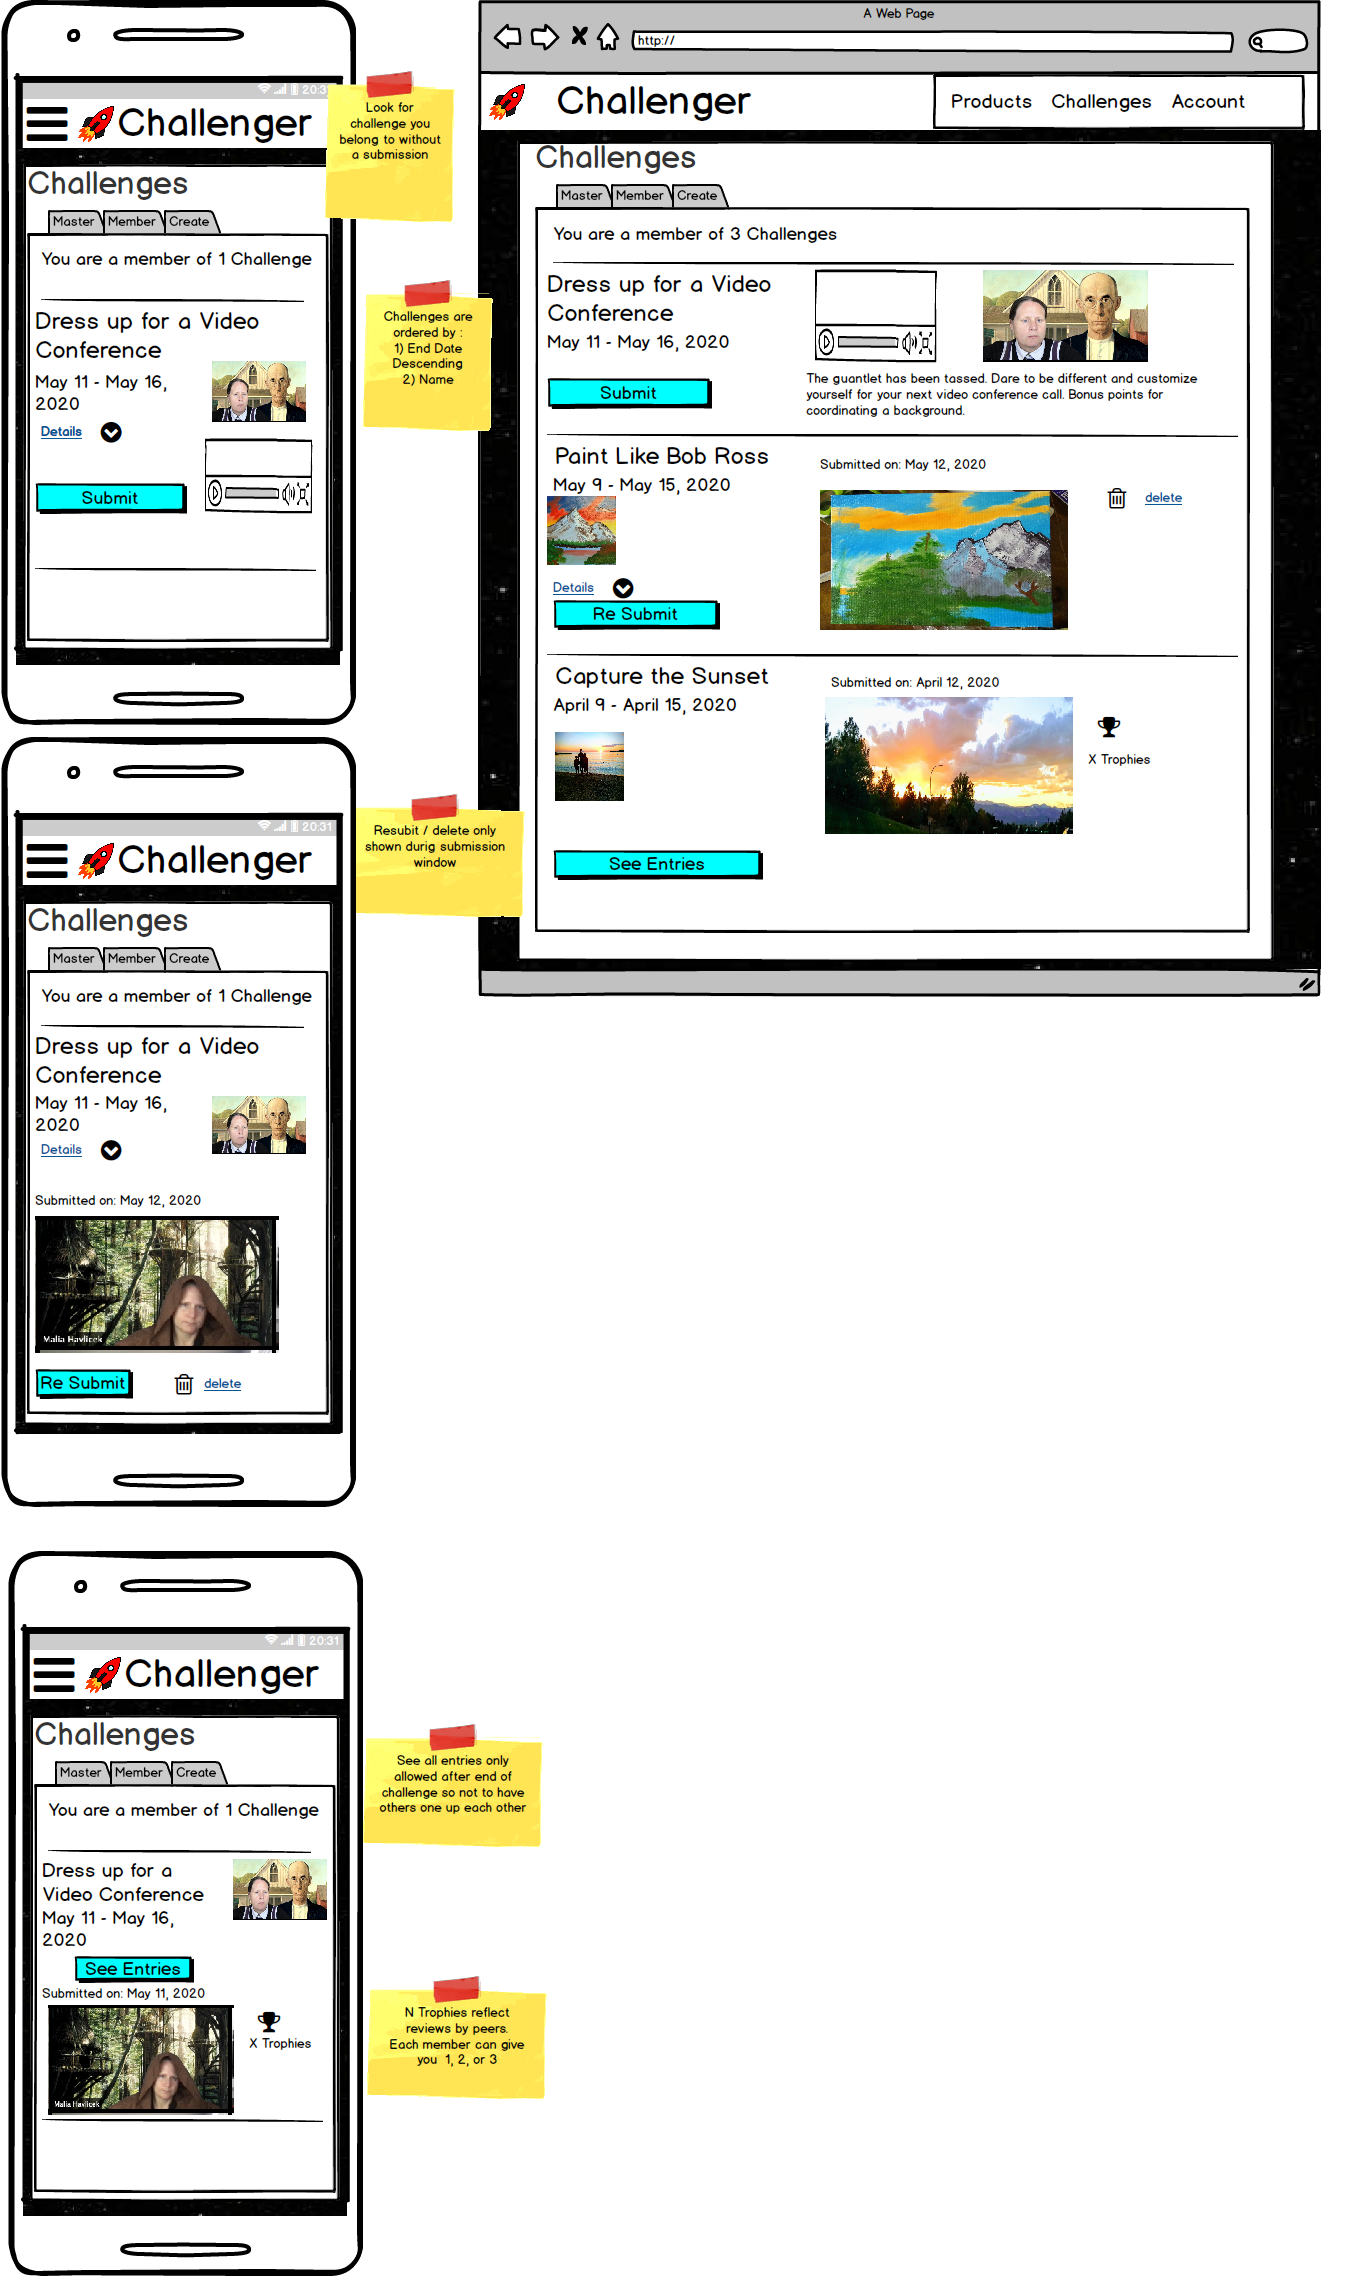 20:3
Challenger
Challenges
Master Member Create
You are a member of 1 Challenge
Dress up for a Video
Conference
May 11 - May 16,
2020
Details
Submit
Look for
challenge you
belong to without
a submission
Challenges are
ordered by :
1) End Date
Descending
2) Name
A Web Page
http://
Challenger
Products Challenges Account
Challenges
Master Member Create
You are a member of 3 Challenges
Dress up for a Video
Conference
May 11 - May 16, 2020
Submit
The guantlet has been tassed. Dare to be different and customize
yourself for your next video conference call. Bonus points for
coordinating a background.
Paint Like Bob Ross
May 9 - May 15, 2020
Details
Re Submit
Submitted on: May 12, 2020
delete
Capture the Sunset
April 9 - April 15, 2020
See Entries
Submitted on: April 12, 2020
X Trophies
20:31
Challenger
Challenges
Master Member Create
You are a member of 1 Challenge
Dress up for a Video
Conference
May 11 - May 16,
2020
Details
Submitted on: May 12, 2020
Malia Havlicek
Re Submit
delete
Resubit / delete only
shown durig submission
window
20:31
Challenger
Challenges
Master Member Create
You are a member of 1 Challenge
Dress up for a
Video Conference
May 11 - May 16,
2020
See Entries
Submitted on: May 11, 2020
Malia Havlicek
X Trophies
See all entries only
allowed after end of
challenge so not to have
others one up each other
N Trophies reflect
reviews by peers.
Each member can give
you 1, 2, or 3